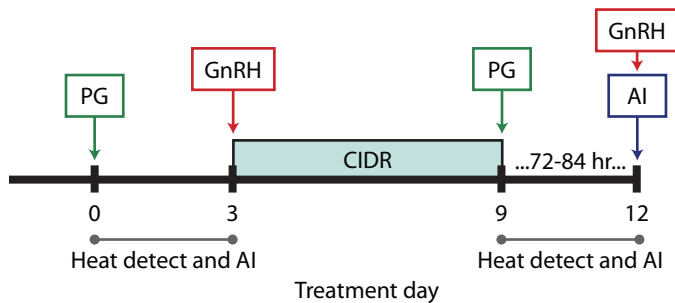 GnRH
PG
GnRH
PG
AI
CIDR
...72-84 hr...
0
3
9
12
Heat detect and AI
Heat detect and AI
Treatment day